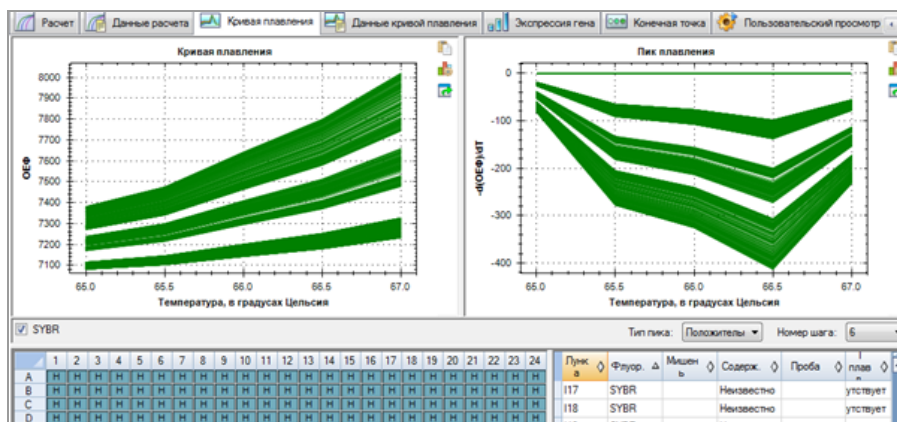 Расчет Данные расчета Кривая плавления Данные кривой плавления Экспрессия гена Конечная точка Пользовательский просмотр
Кривая плавления
ОЕФ
8000
7900
7800
7700
7600
7500
7400
7300
7200
7100
65.0 65.5 66.0 66.5 67.0
Температура, в градусах Цельсия
Пик плавления
-d(ОЕФ)/dT
0
-100
-200
-300
-400
65.0 65.5 66.0 66.5 67.0
Температура, в градусах Цельсия
SYBR Тип пика: Положителы Номер шага: 6
1 2 3 4 5 6 7 8 9 10 11 12 13 14 15 16 17 18 19 20 21 22 23 24
A Н Н Н Н Н Н Н Н Н Н Н Н Н Н Н Н Н Н Н Н Н Н Н Н
B Н Н Н Н Н Н Н Н Н Н Н Н Н Н Н Н Н Н Н Н Н Н Н Н
C Н Н Н Н Н Н Н Н Н Н Н Н Н Н Н Н Н Н Н Н Н Н Н Н
D Н Н Н Н Н Н Н Н Н Н Н Н Н Н Н Н Н Н Н Н Н Н Н Н
Пунк Мишен плав
а Флуор. ь Содерж. Проба
I17 SYBR Неизвестно утствует
I18 SYBR Неизвестно утствует